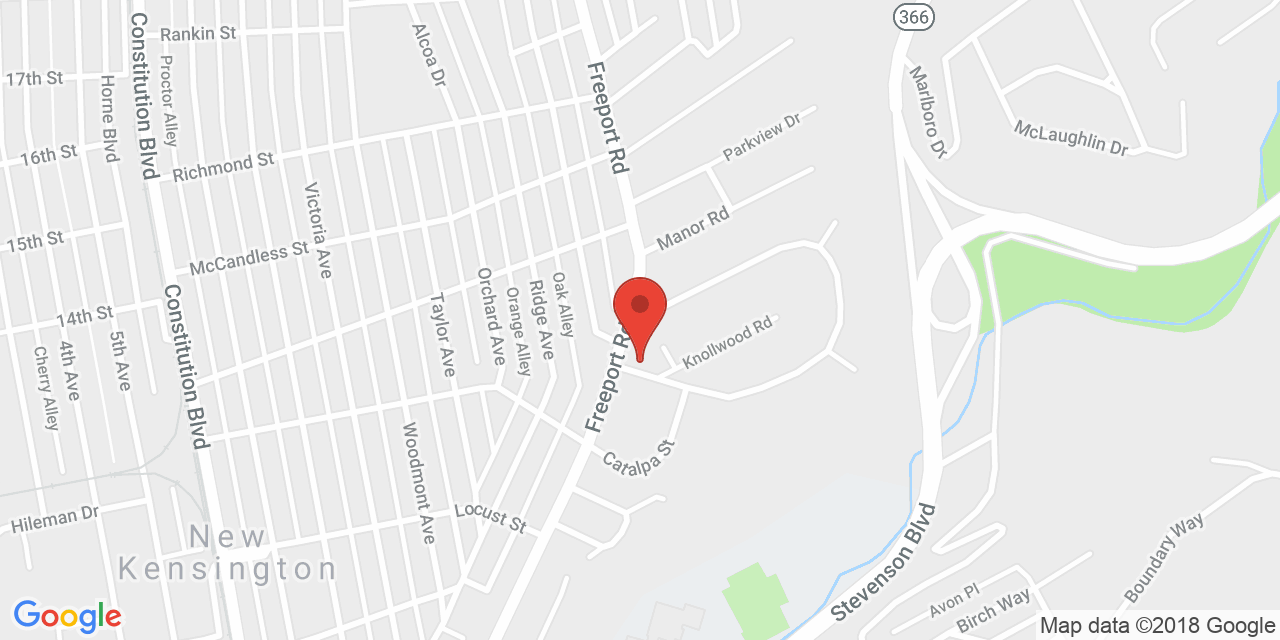 366
Rankin St
Constitution Blvd
Alcoa Dr
17th St
Proctor Alley
Horne Blvd
Freeport Rd
Marlboro Dr
McLaughlin Dr
Parkview Dr
16th St
Richmond St
Victoria Ave
Manor Rd
15th St
McCandless St
14th St
Constitution Blvd
Taylor Ave
Orchard Ave
Orange Alley
Ridge Ave
Oak Alley
Freeport Rd
Knollwood Rd
5th Ave
4th Ave
Cherry Alley
Woodmont Ave
Catalpa St
Hileman Dr
Locust St
New
Kensington
Stevenson Blvd
Boundary Way
Avon Pl
Birch Way
Google
Map data ©2018 Google